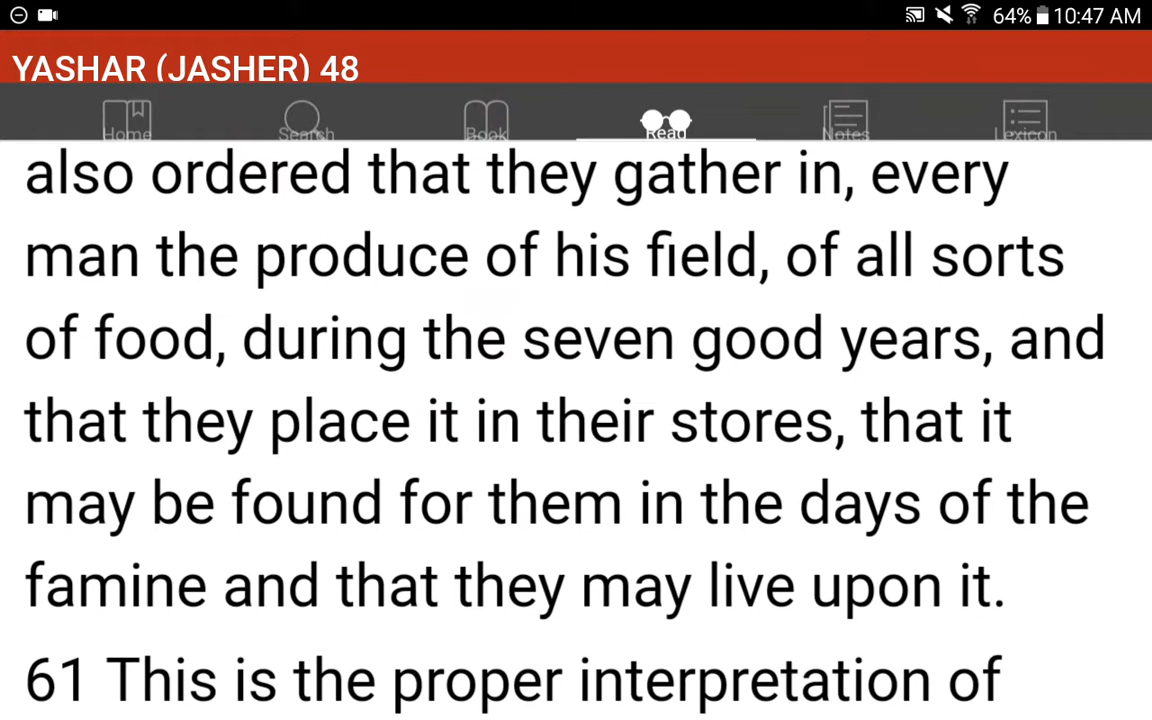 64% 10:47 AM
YASHAR (JASHER) 48
Home Search Book Read Notes Lexicon
also ordered that they gather in, every
man the produce of his field, of all sorts
of food, during the seven good years, and
that they place it in their stores, that it
may be found for them in the days of the
famine and that they may live upon it.
61 This is the proper interpretation of